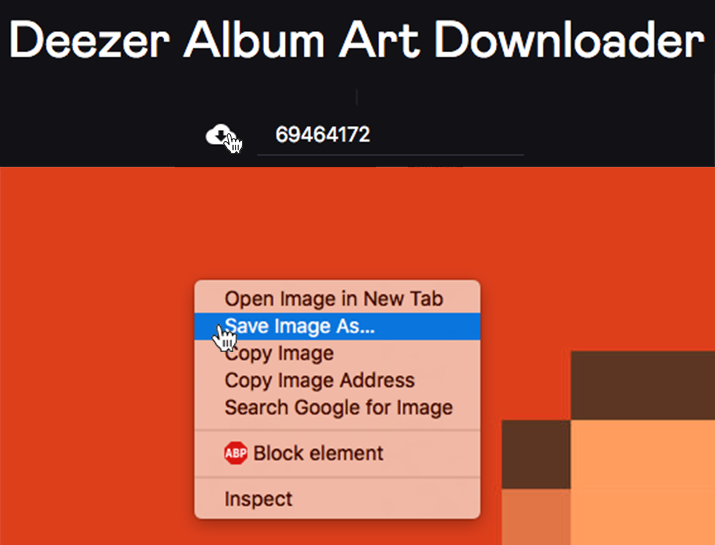 Deezer Album Art Downloader
69464172
Open Image in New Tab
Save Image As...
Copy Image
Copy Image Address
Search Google for Image
ABP Block element
Inspect